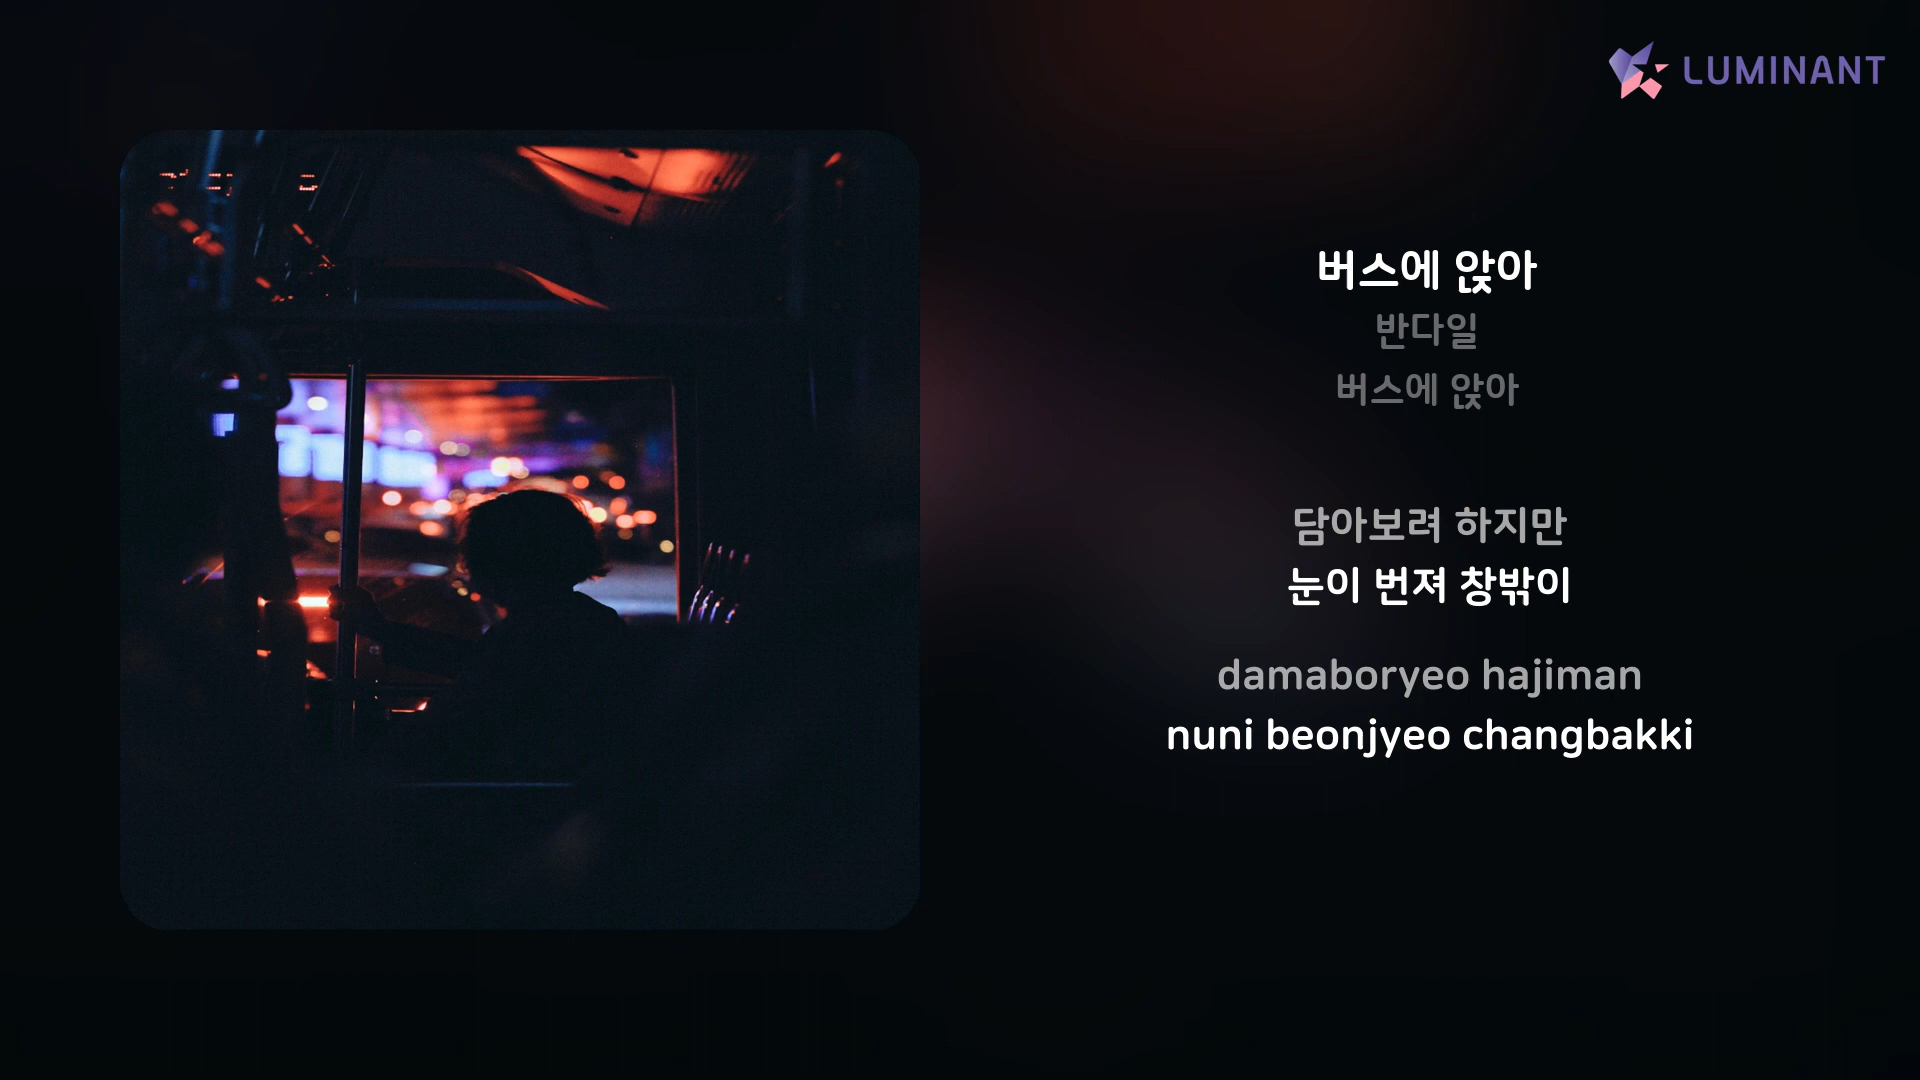 LUMINANT
버스에 앉아
반다일
버스에 앉아
담아보려 하지만
눈이 번져 창밖이
damaboryeo hajiman
nuni beonjyeo changbakki